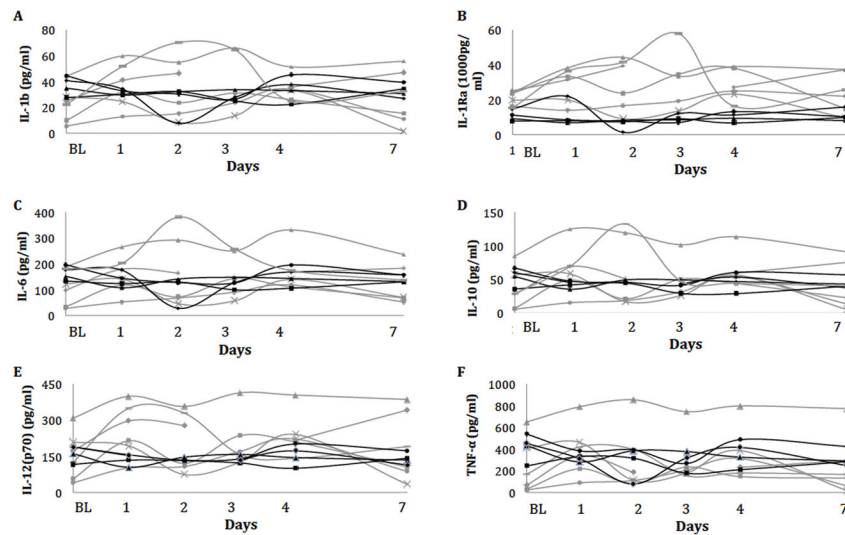 A
IL-1b (pg/ml)
80
60
40
20
0
BL 1 2 3 4 7
Days
B
IL-1Ra (1000pg/
ml)
60
40
20
0
1 BL 1 2 3 4 7
Days
C
IL-6 (pg/ml)
400
300
200
100
0
BL 1 2 3 4 7
Days
D
IL-10 (pg/ml)
150
100
50
0
BL 1 2 3 4 7
Days
E
IL-12(p70) (pg/ml)
450
300
150
0
BL 1 2 3 4 7
Days
F
TNF-α (pg/ml)
1000
800
600
400
200
0
BL 1 2 3 4 7
Days